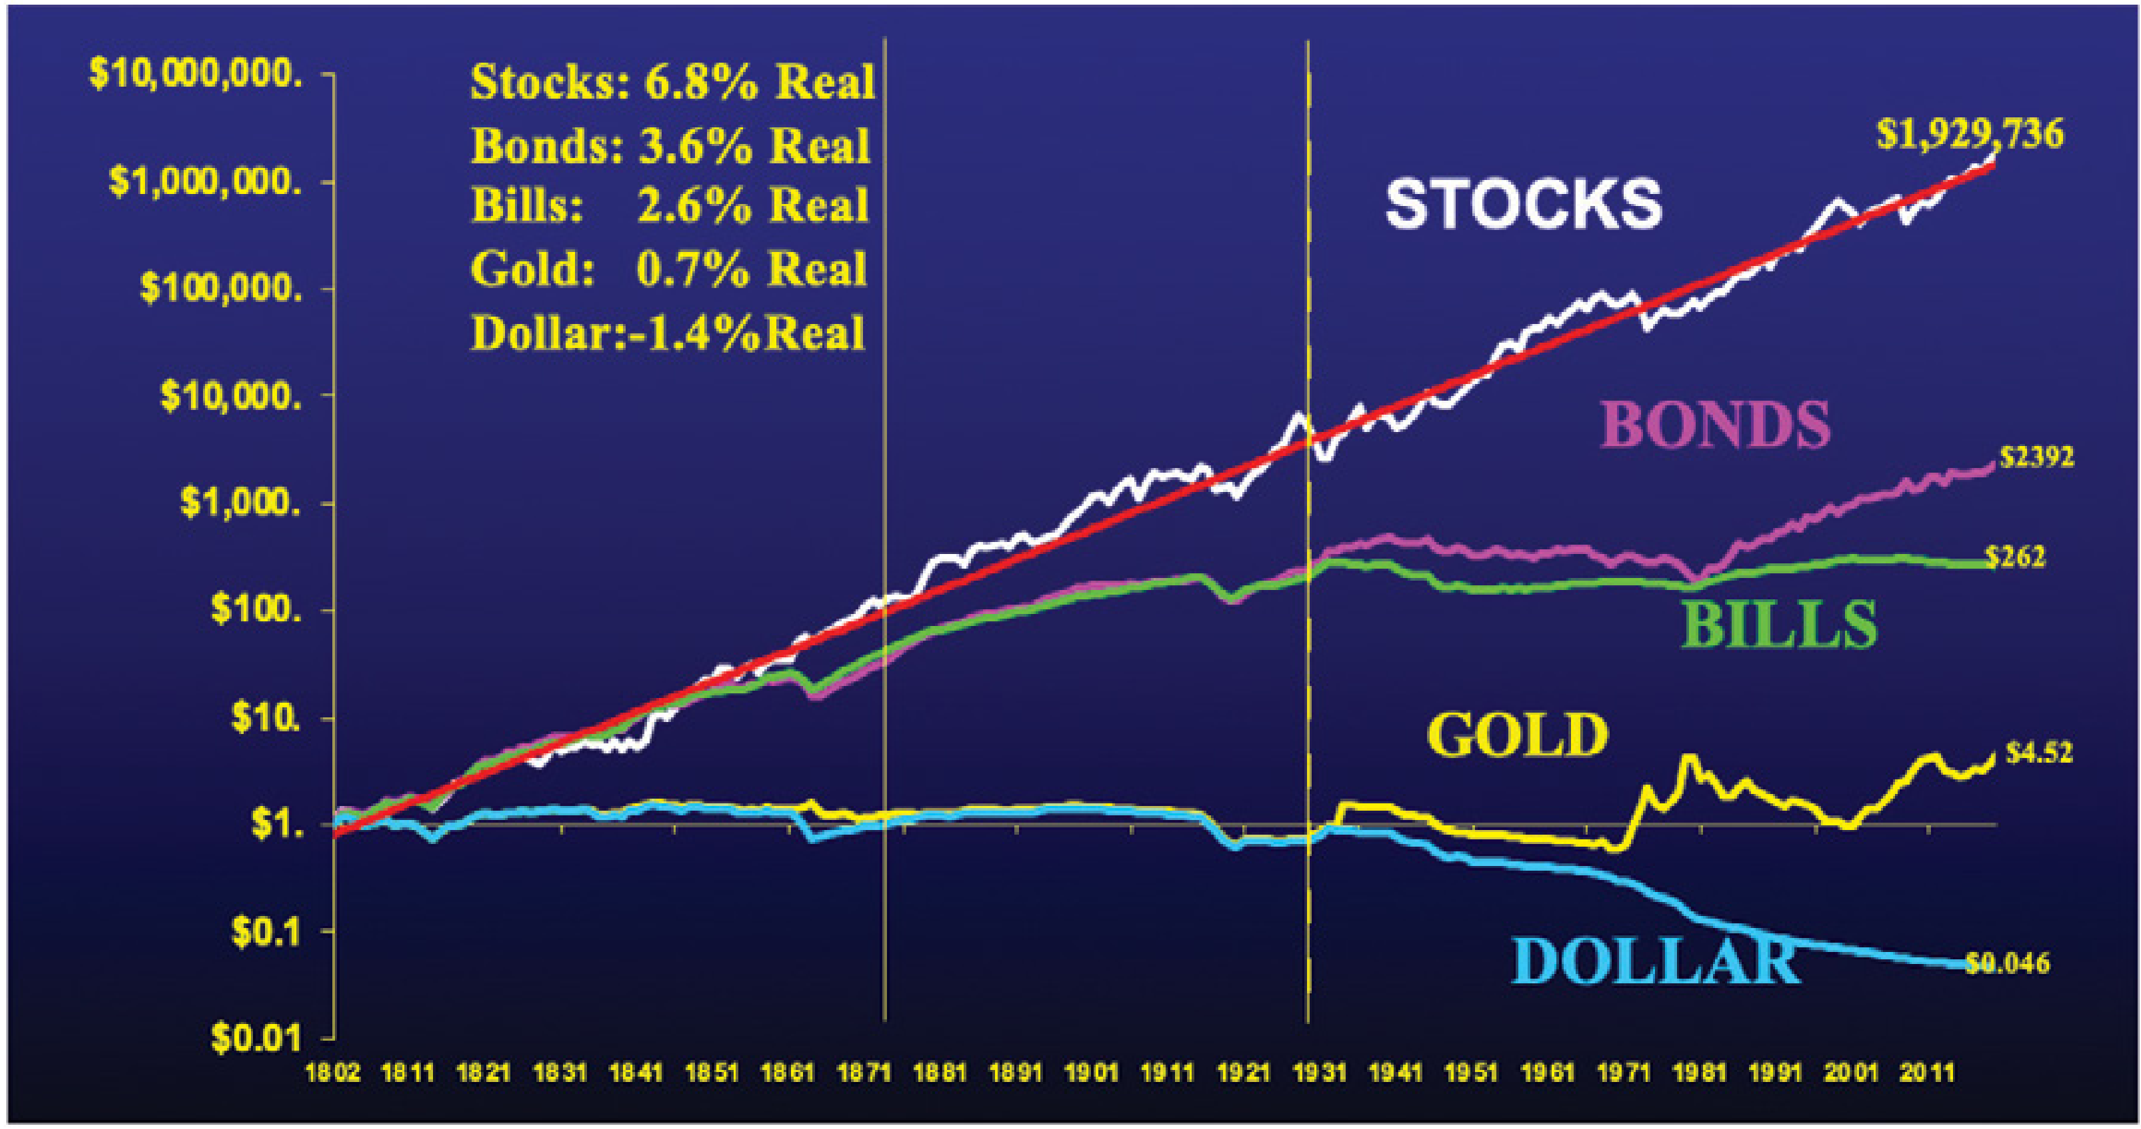 $10,000,000.
$1,000,000.
$100,000.
$10,000.
$1,000.
$100.
$10.
$1.
$0.1
$0.01
Stocks: 6.8% Real
Bonds: 3.6% Real
Bills: 2.6% Real
Gold: 0.7% Real
Dollar:-1.4%Real
$1,929,736
STOCKS
BONDS
$2392
$262
BILLS
GOLD
$4.52
DOLLAR
$0.046
1802 1811 1821 1831 1841 1851 1861 1871 1881 1891 1901 1911 1921 1931 1941 1951 1961 1971 1981 1991 2001 2011